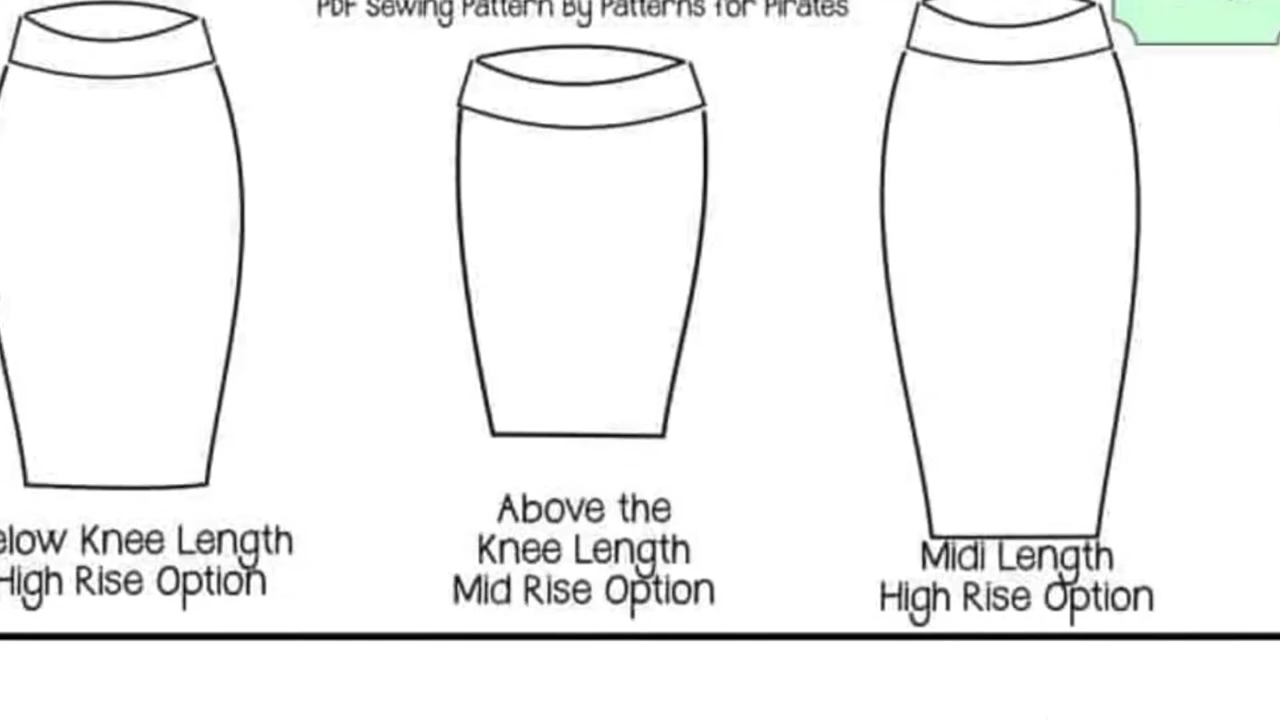 PDF Sewing Pattern By Patterns for Pirates
elow Knee Length
High Rise Option
Above the
Knee Length
Mid Rise Option
Midi Length
High Rise Option